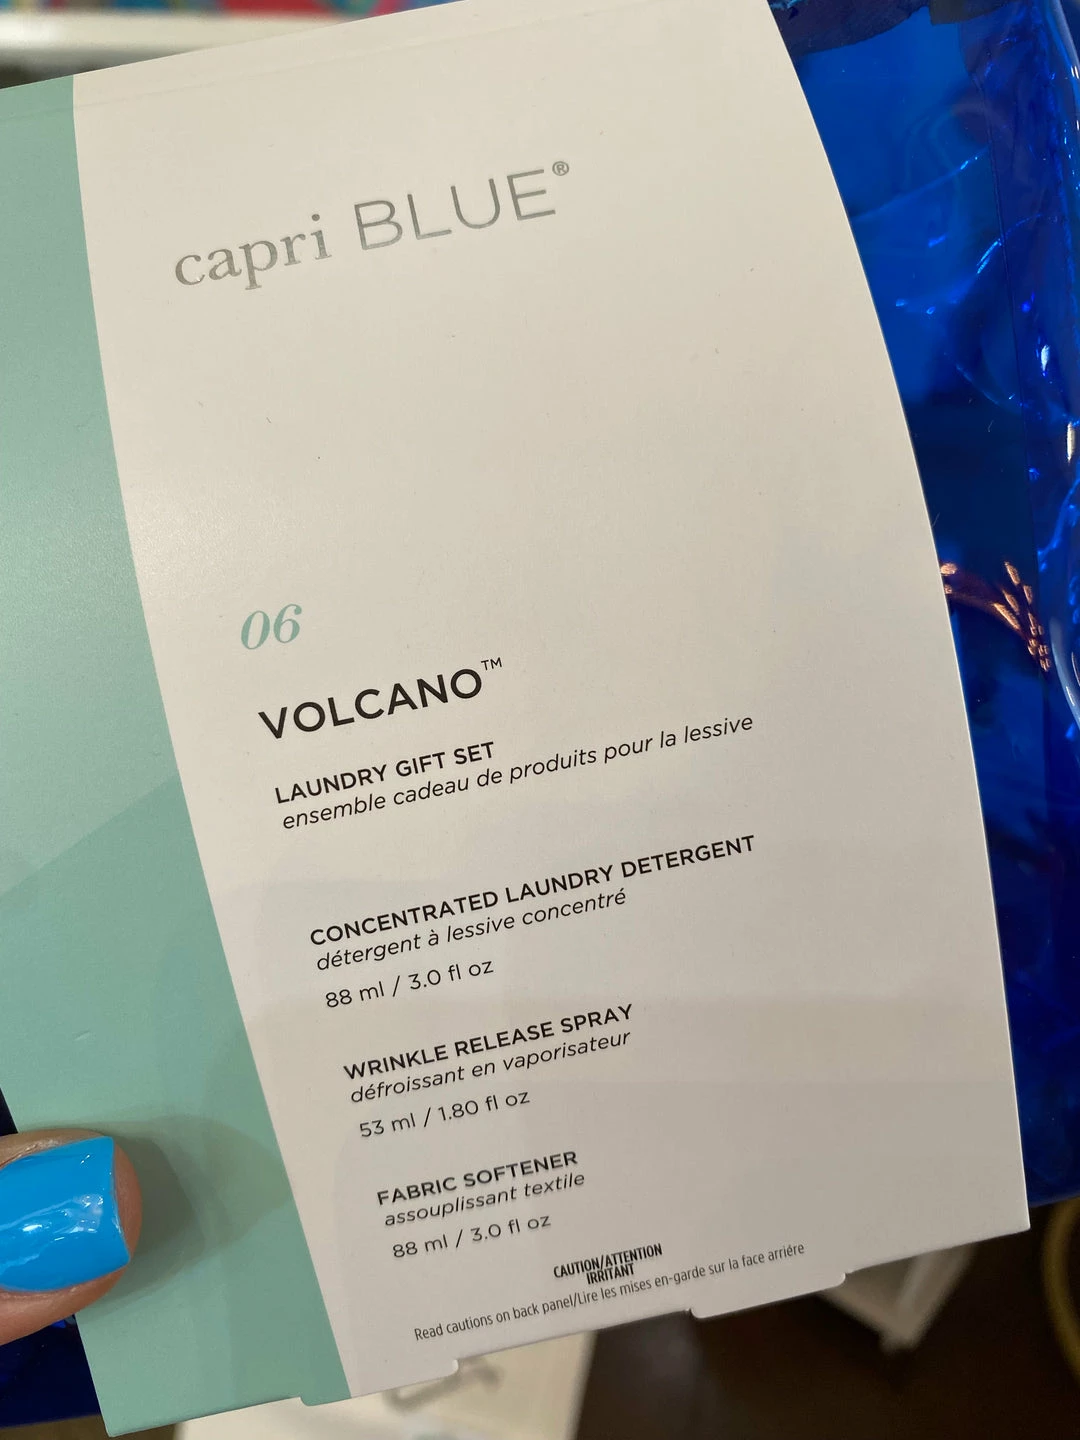 capri BLUE®
06
VOLCANO™
LAUNDRY GIFT SET
ensemble cadeau de produits pour la lessive
CONCENTRATED LAUNDRY DETERGENT
détergent à lessive concentré
88 ml / 3.0 fl oz
WRINKLE RELEASE SPRAY
défroissant en vaporisateur
53 ml / 1.80 fl oz
FABRIC SOFTENER
assouplissant textile
88 ml / 3.0 fl oz
CAUTION/ATTENTION
IRRITANT
Read cautions on back panel/Lire les mises en-garde sur la face arriére